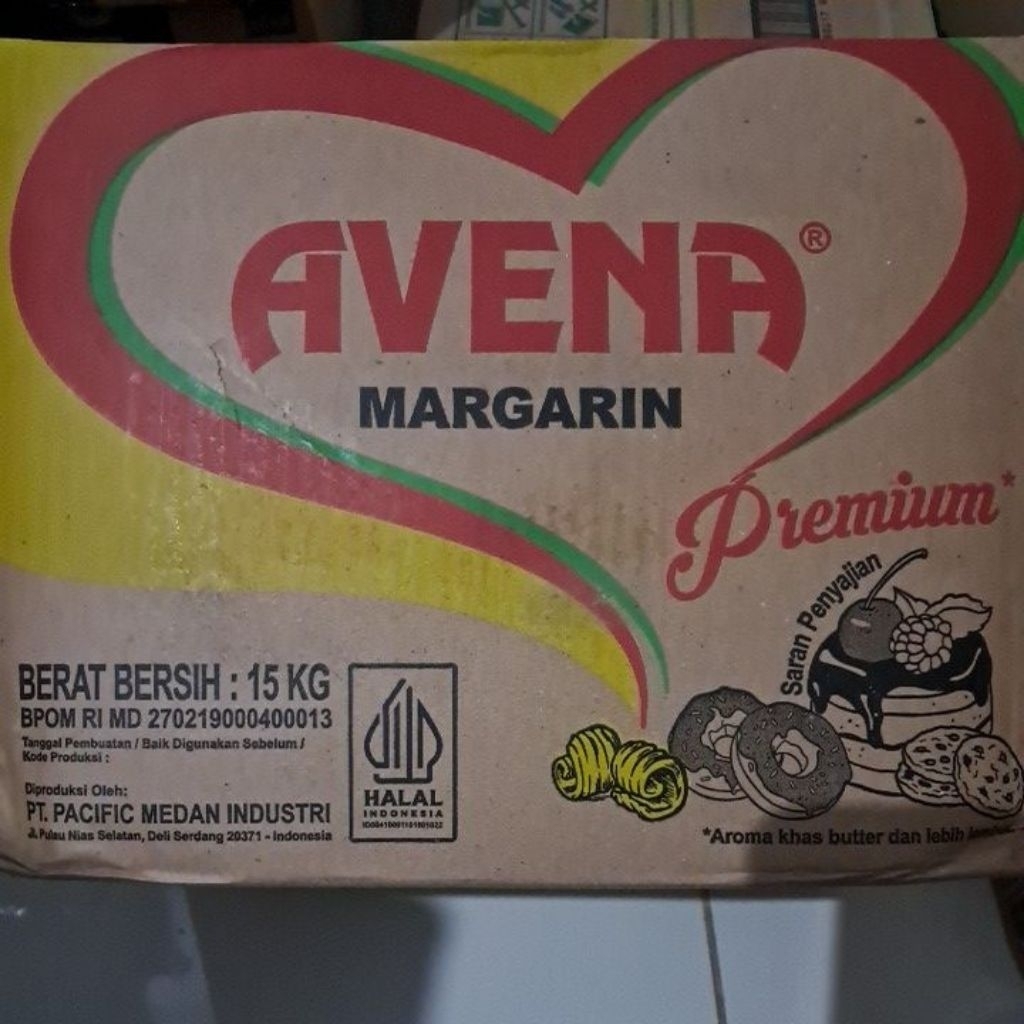 AVENA®
MARGARIN
Premium*
Saran Penyajian
BERAT BERSIH : 15 KG
BPOM RI MD 270219000400013
Tanggal Pembuatan / Baik Digunakan Sebelum /
Kode Produksi :
Diproduksi Oleh:
PT. PACIFIC MEDAN INDUSTRI
Jl. Pulau Nias Selatan, Deli Serdang 20371 - Indonesia
HALAL
INDONESIA
*Aroma khas butter dan lebih